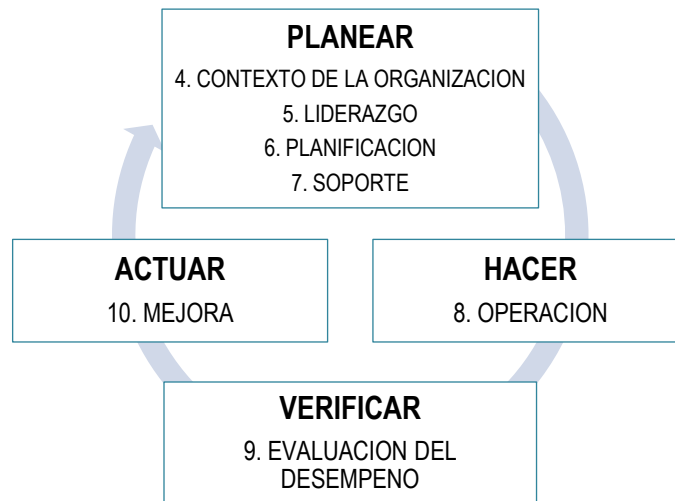 PLANEAR
4. CONTEXTO DE LA ORGANIZACION
5. LIDERAZGO
6. PLANIFICACION
7. SOPORTE
ACTUAR
10. MEJORA
HACER
8. OPERACION
VERIFICAR
9. EVALUACION DEL
DESEMPENO